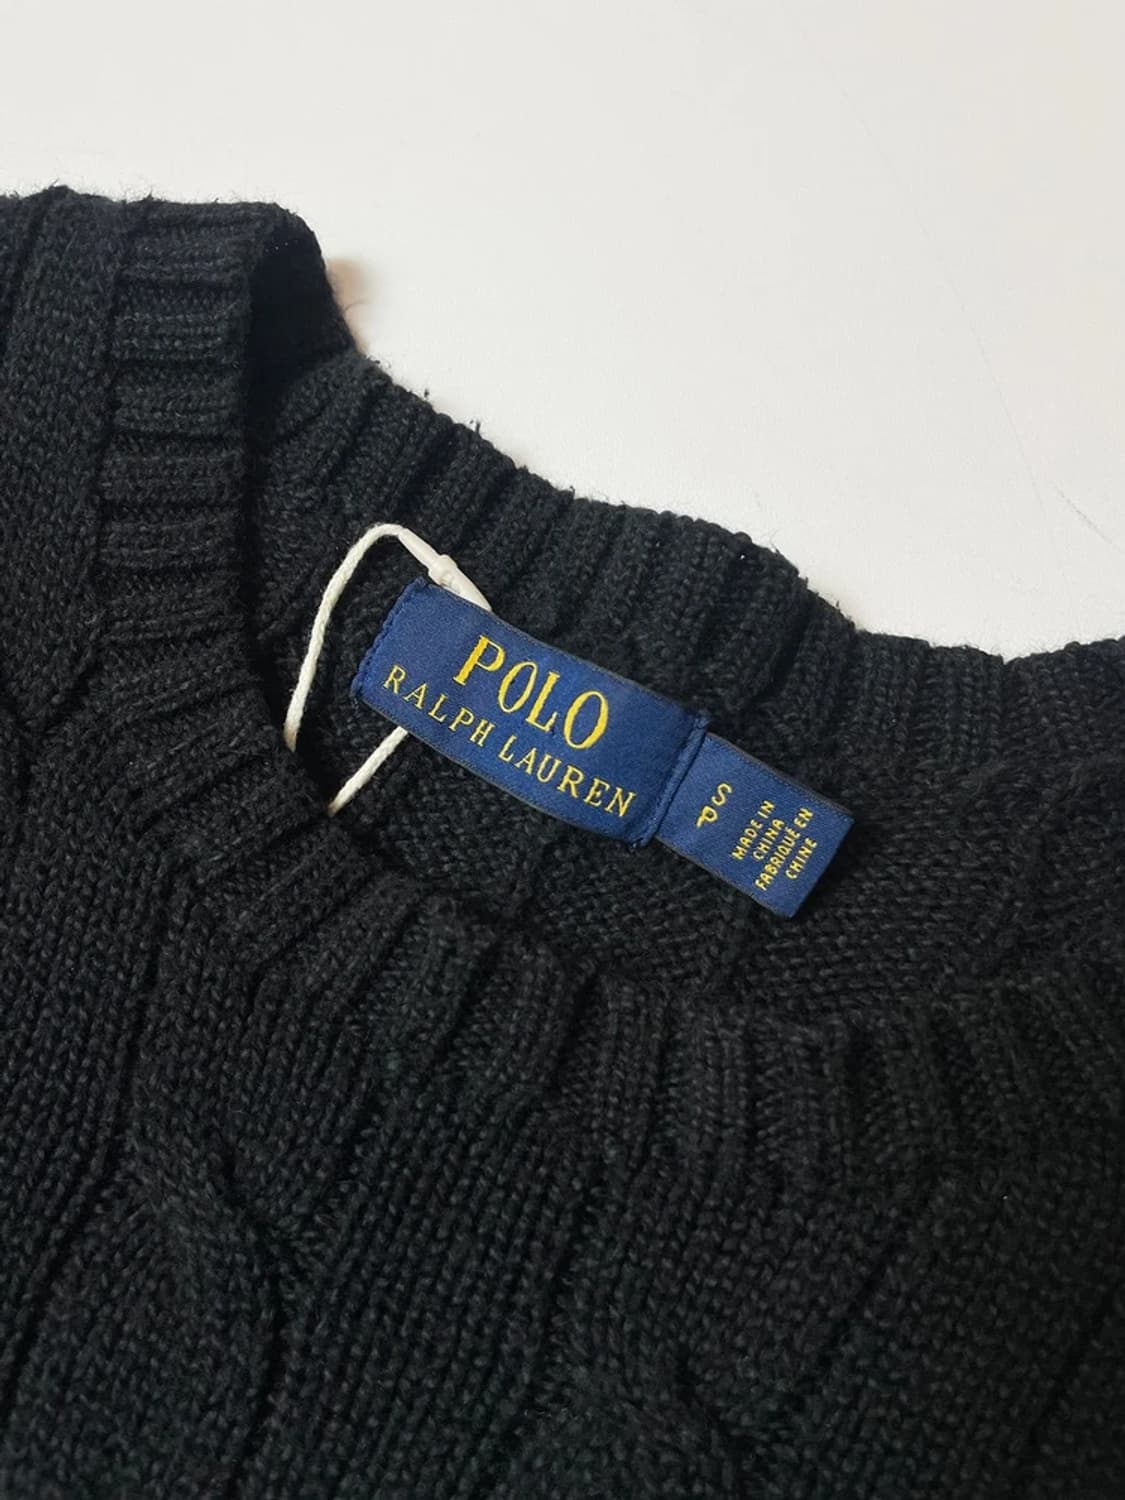 POLO
RALPH LAUREN
S
P
MADE IN
CHINA
FABRIQUÉ EN
CHINE